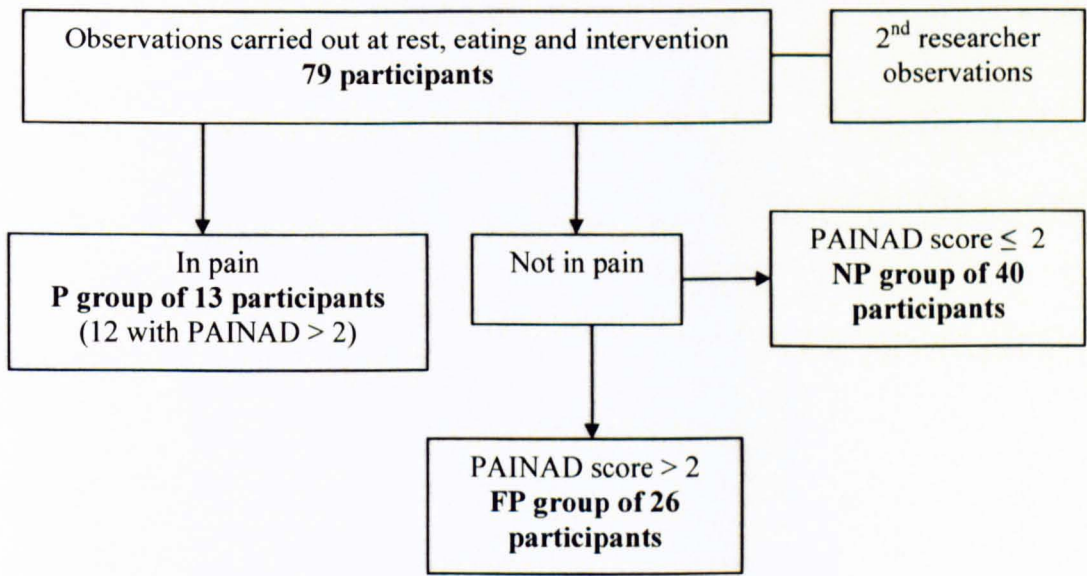 Observations carried out at rest, eating and intervention
79 participants
2nd researcher
observations
In pain
P group of 13 participants
(12 with PAINAD > 2)
Not in pain
PAINAD score ≤ 2
NP group of 40
participants
PAINAD score > 2
FP group of 26
participants